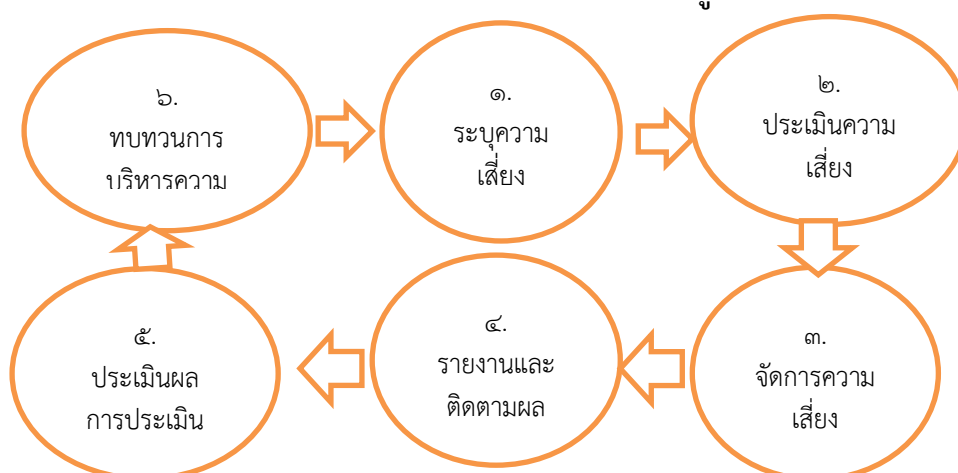 ๑.
ระบุความ
เสี่ยง
๒.
ประเมินความ
เสี่ยง
๓.
จัดการความ
เสี่ยง
๔.
รายงานและ
ติดตามผล
๕.
ประเมินผล
การประเมิน
๖.
ทบทวนการ
บริหารความ